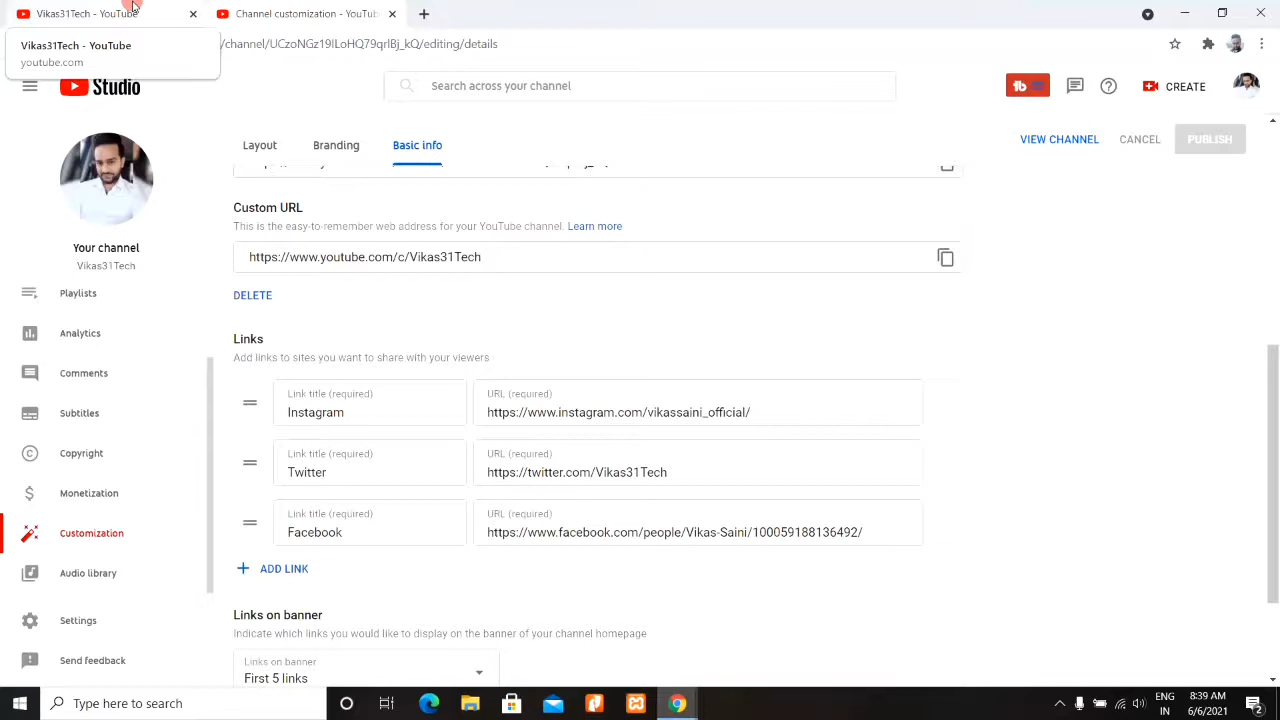 Vikas31Tech - YouTube
Channel customization - YouTub
Vikas31Tech - YouTube
youtube.com
/channel/UCzoNGz19ILoHQ79qrIBj_kQ/editing/details
Studio
Search across your channel
CREATE
Layout
Branding
Basic info
VIEW CHANNEL
CANCEL
PUBLISH
Your channel
Vikas31Tech
Playlists
Analytics
Comments
Subtitles
Copyright
Monetization
Customization
Audio library
Settings
Send feedback
Custom URL
This is the easy-to-remember web address for your YouTube channel. Learn more
https://www.youtube.com/c/Vikas31Tech
DELETE
Links
Add links to sites you want to share with your viewers
Link title (required)
Instagram
URL (required)
https://www.instagram.com/vikassaini_official/
Link title (required)
Twitter
URL (required)
https://twitter.com/Vikas31Tech
Link title (required)
Facebook
URL (required)
https://www.facebook.com/people/Vikas-Saini/100059188136492/
ADD LINK
Links on banner
Indicate which links you would like to display on the banner of your channel homepage
Links on banner
First 5 links
Type here to search
ENG
IN
8:39 AM
6/6/2021
2